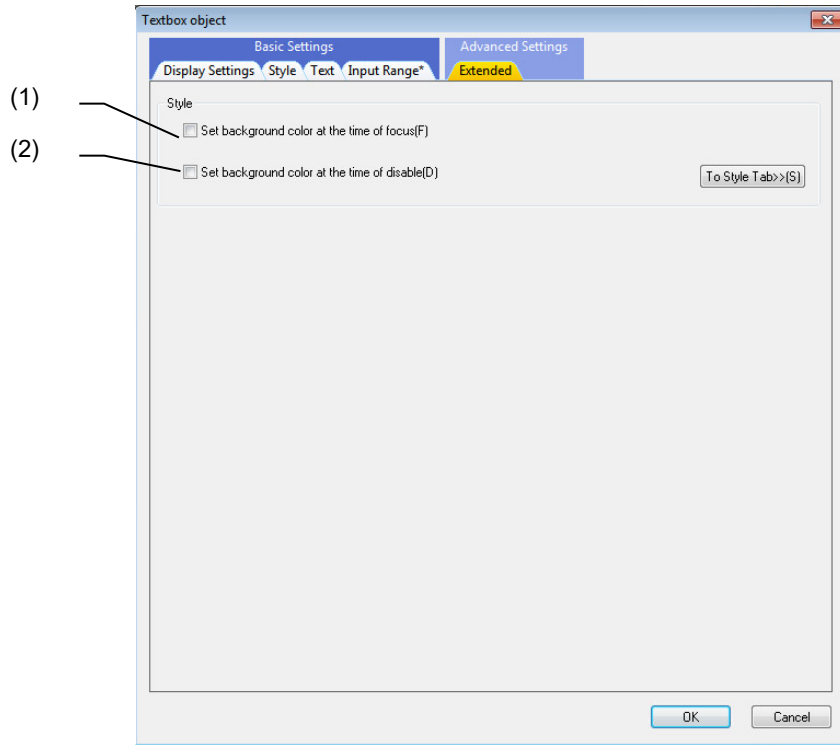 Textbox object
Basic Settings Advanced Settings
Display Settings Style Text Input Range* Extended
(1)
Style
Set background color at the time of focus(F)
(2)
Set background color at the time of disable(D)
To Style Tab>>(S)
OK Cancel